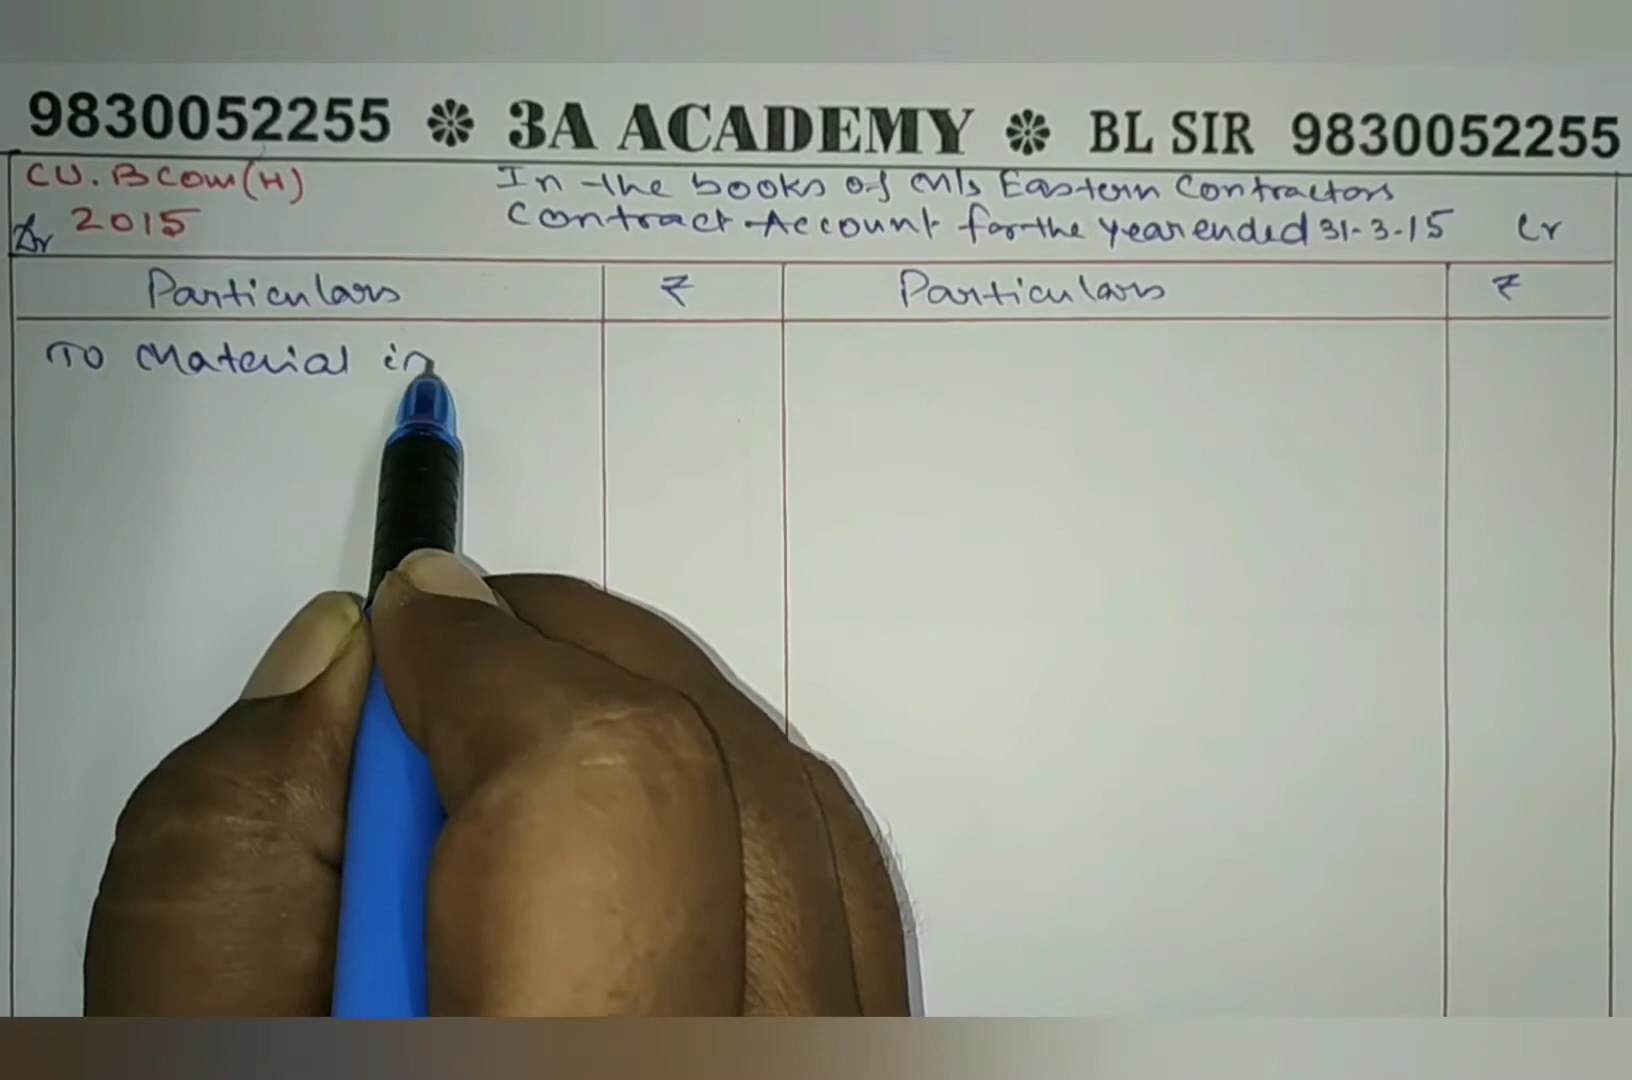 9830052255 ❋ 3A ACADEMY ❋ BL SIR 9830052255
CU. BCom(H)
2015
In the books of M/s Eastern Contractors
Contract Account for the year ended 31-3-15
Dr
Cr
Particulars ₹ Particulars ₹
To Material in